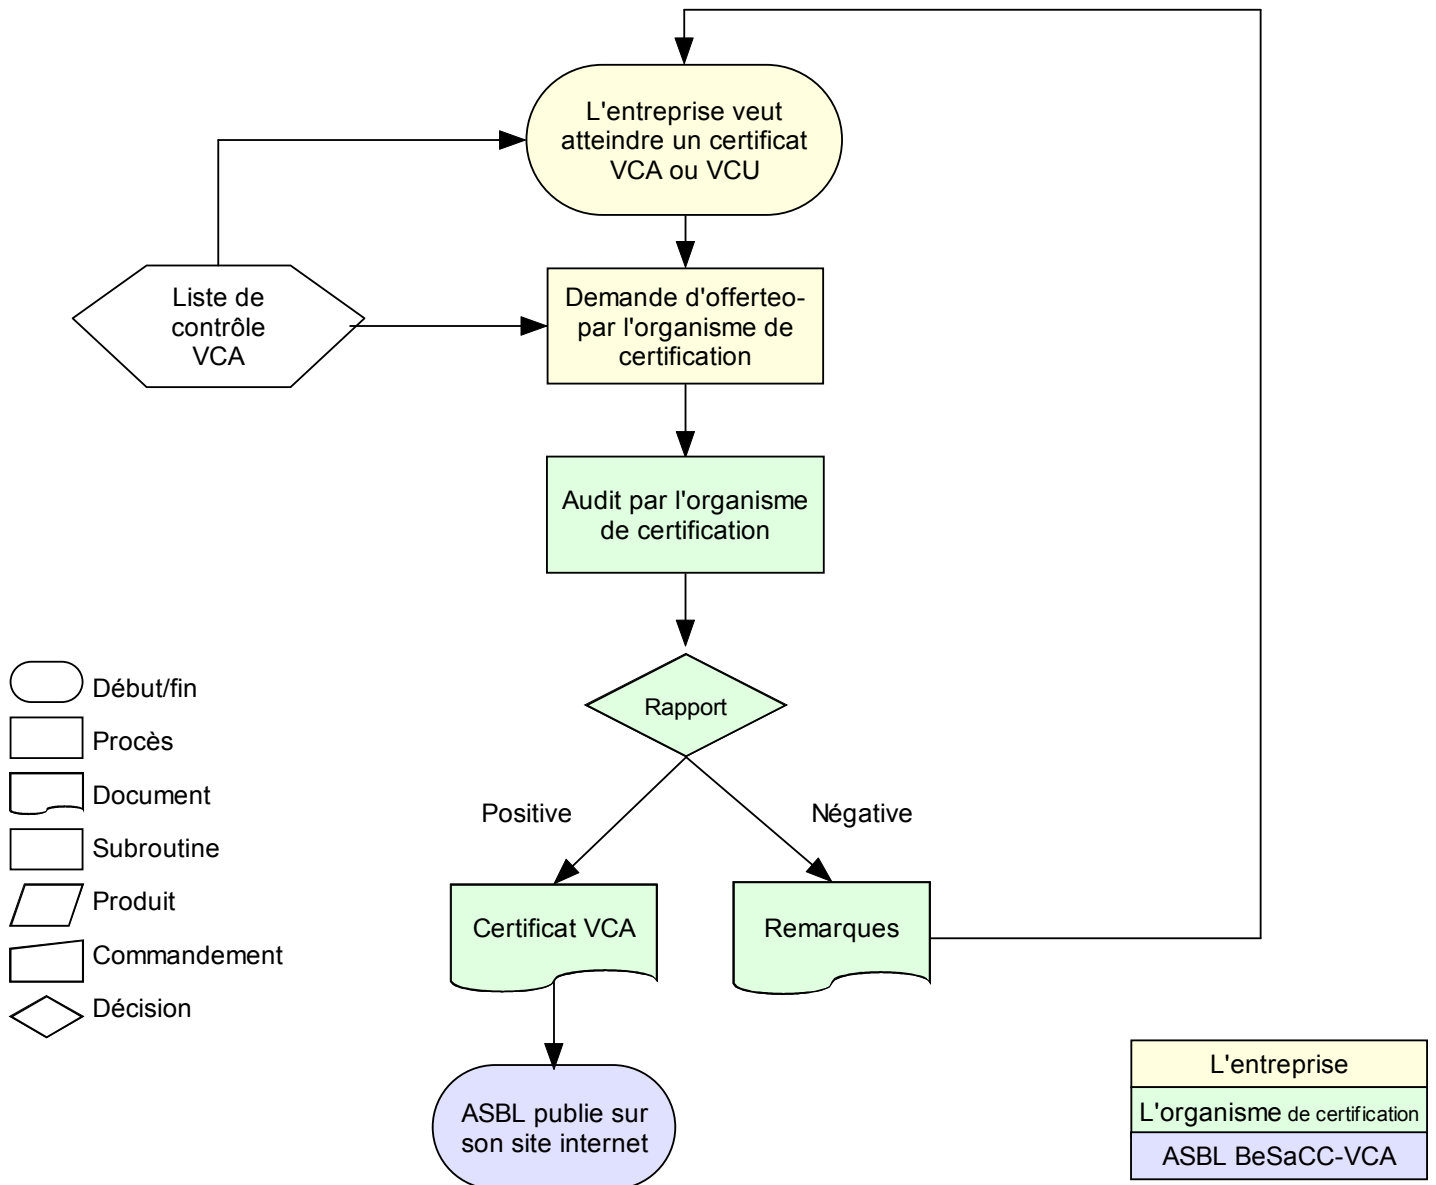 L'entreprise veut
atteindre un certificat
VCA ou VCU
Liste de
contrôle
VCA
Demande d'offerteo-
par l'organisme de
certification
Audit par l'organisme
de certification
Rapport
Positive
Négative
Certificat VCA
Remarques
ASBL publie sur
son site internet
Début/fin
Procès
Document
Subroutine
Produit
Commandement
Décision
L'entreprise
L'organisme de certification
ASBL BeSaCC-VCA